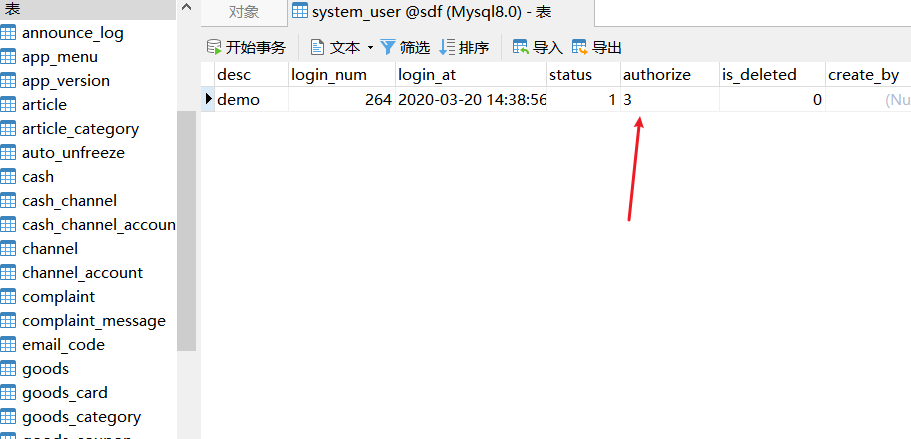 表
announce_log
app_menu
app_version
article
article_category
auto_unfreeze
cash
cash_channel
cash_channel_accoun
channel
channel_account
complaint
complaint_message
email_code
goods
goods_card
goods_category
对象
system_user @sdf (Mysql8.0) - 表
开始事务 文本 筛选 排序 导入 导出
desc login_num login_at status authorize is_deleted create_by
demo 264 2020-03-20 14:38:56 1 3 0 (Nu